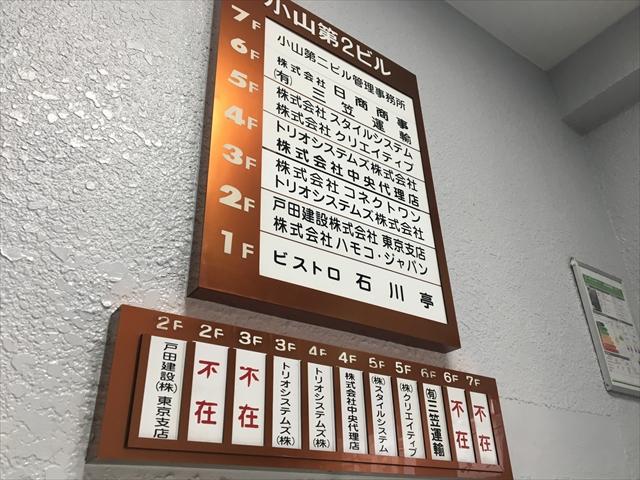 小山第2ビル
7F
小山第二ビル管理事務所
6F
株式会社 日商商事
(有) 三笠運輸
5F
株式会社 スタイルシステム
株式会社 クリエイティブ
4F
トリオシステムズ株式会社
株式会社中央代理店
3F
株式会社 コネクトワン
トリオシステムズ株式会社
2F
戸田建設株式会社 東京支店
株式会社ハモコ・ジャパン
1F
ビストロ 石川亭
2F 2F 3F 3F 4F 4F 5F 5F 6F 6F 7F
戸田建設(株)東京支店
不在
不在
トリオシステムズ(株)
トリオシステムズ(株)
株式会社中央代理店
(株)スタイルシステム
(株)クリエイティブ
(有)三笠運輸
不在
不在